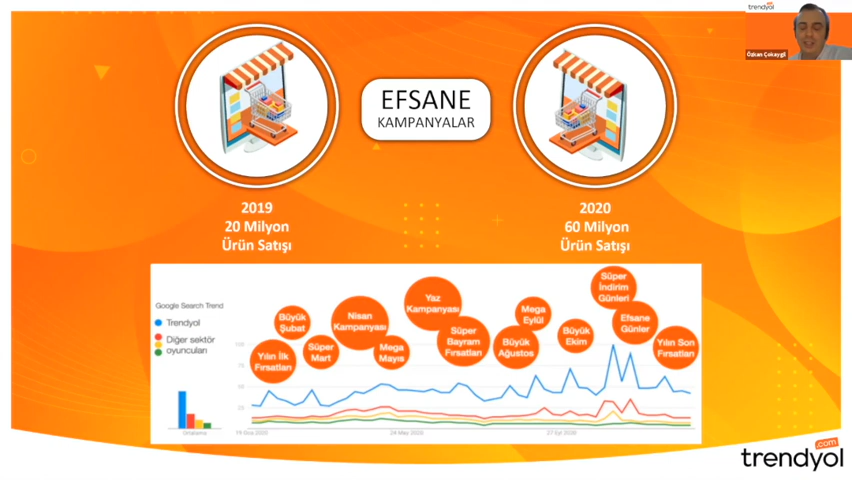 trendyol
Özkan Çokaygil
EFSANE
KAMPANYALAR
2019
20 Milyon
Ürün Satışı
2020
60 Milyon
Ürün Satışı
Google Search Trend
Trendyol
Diğer sektör
oyuncuları
Yılın İlk
Fırsatları
Büyük
Şubat
Süper
Mart
Nisan
Kampanyası
Mega
Mayıs
Yaz
Kampanyası
Süper
Bayram
Fırsatları
Büyük
Ağustos
Mega
Eylül
Büyük
Ekim
Süper
İndirim
Günleri
Efsane
Günler
Yılın Son
Fırsatları
100
75
50
25
24 May 2020
27 Eyl 2020
trendyol.com